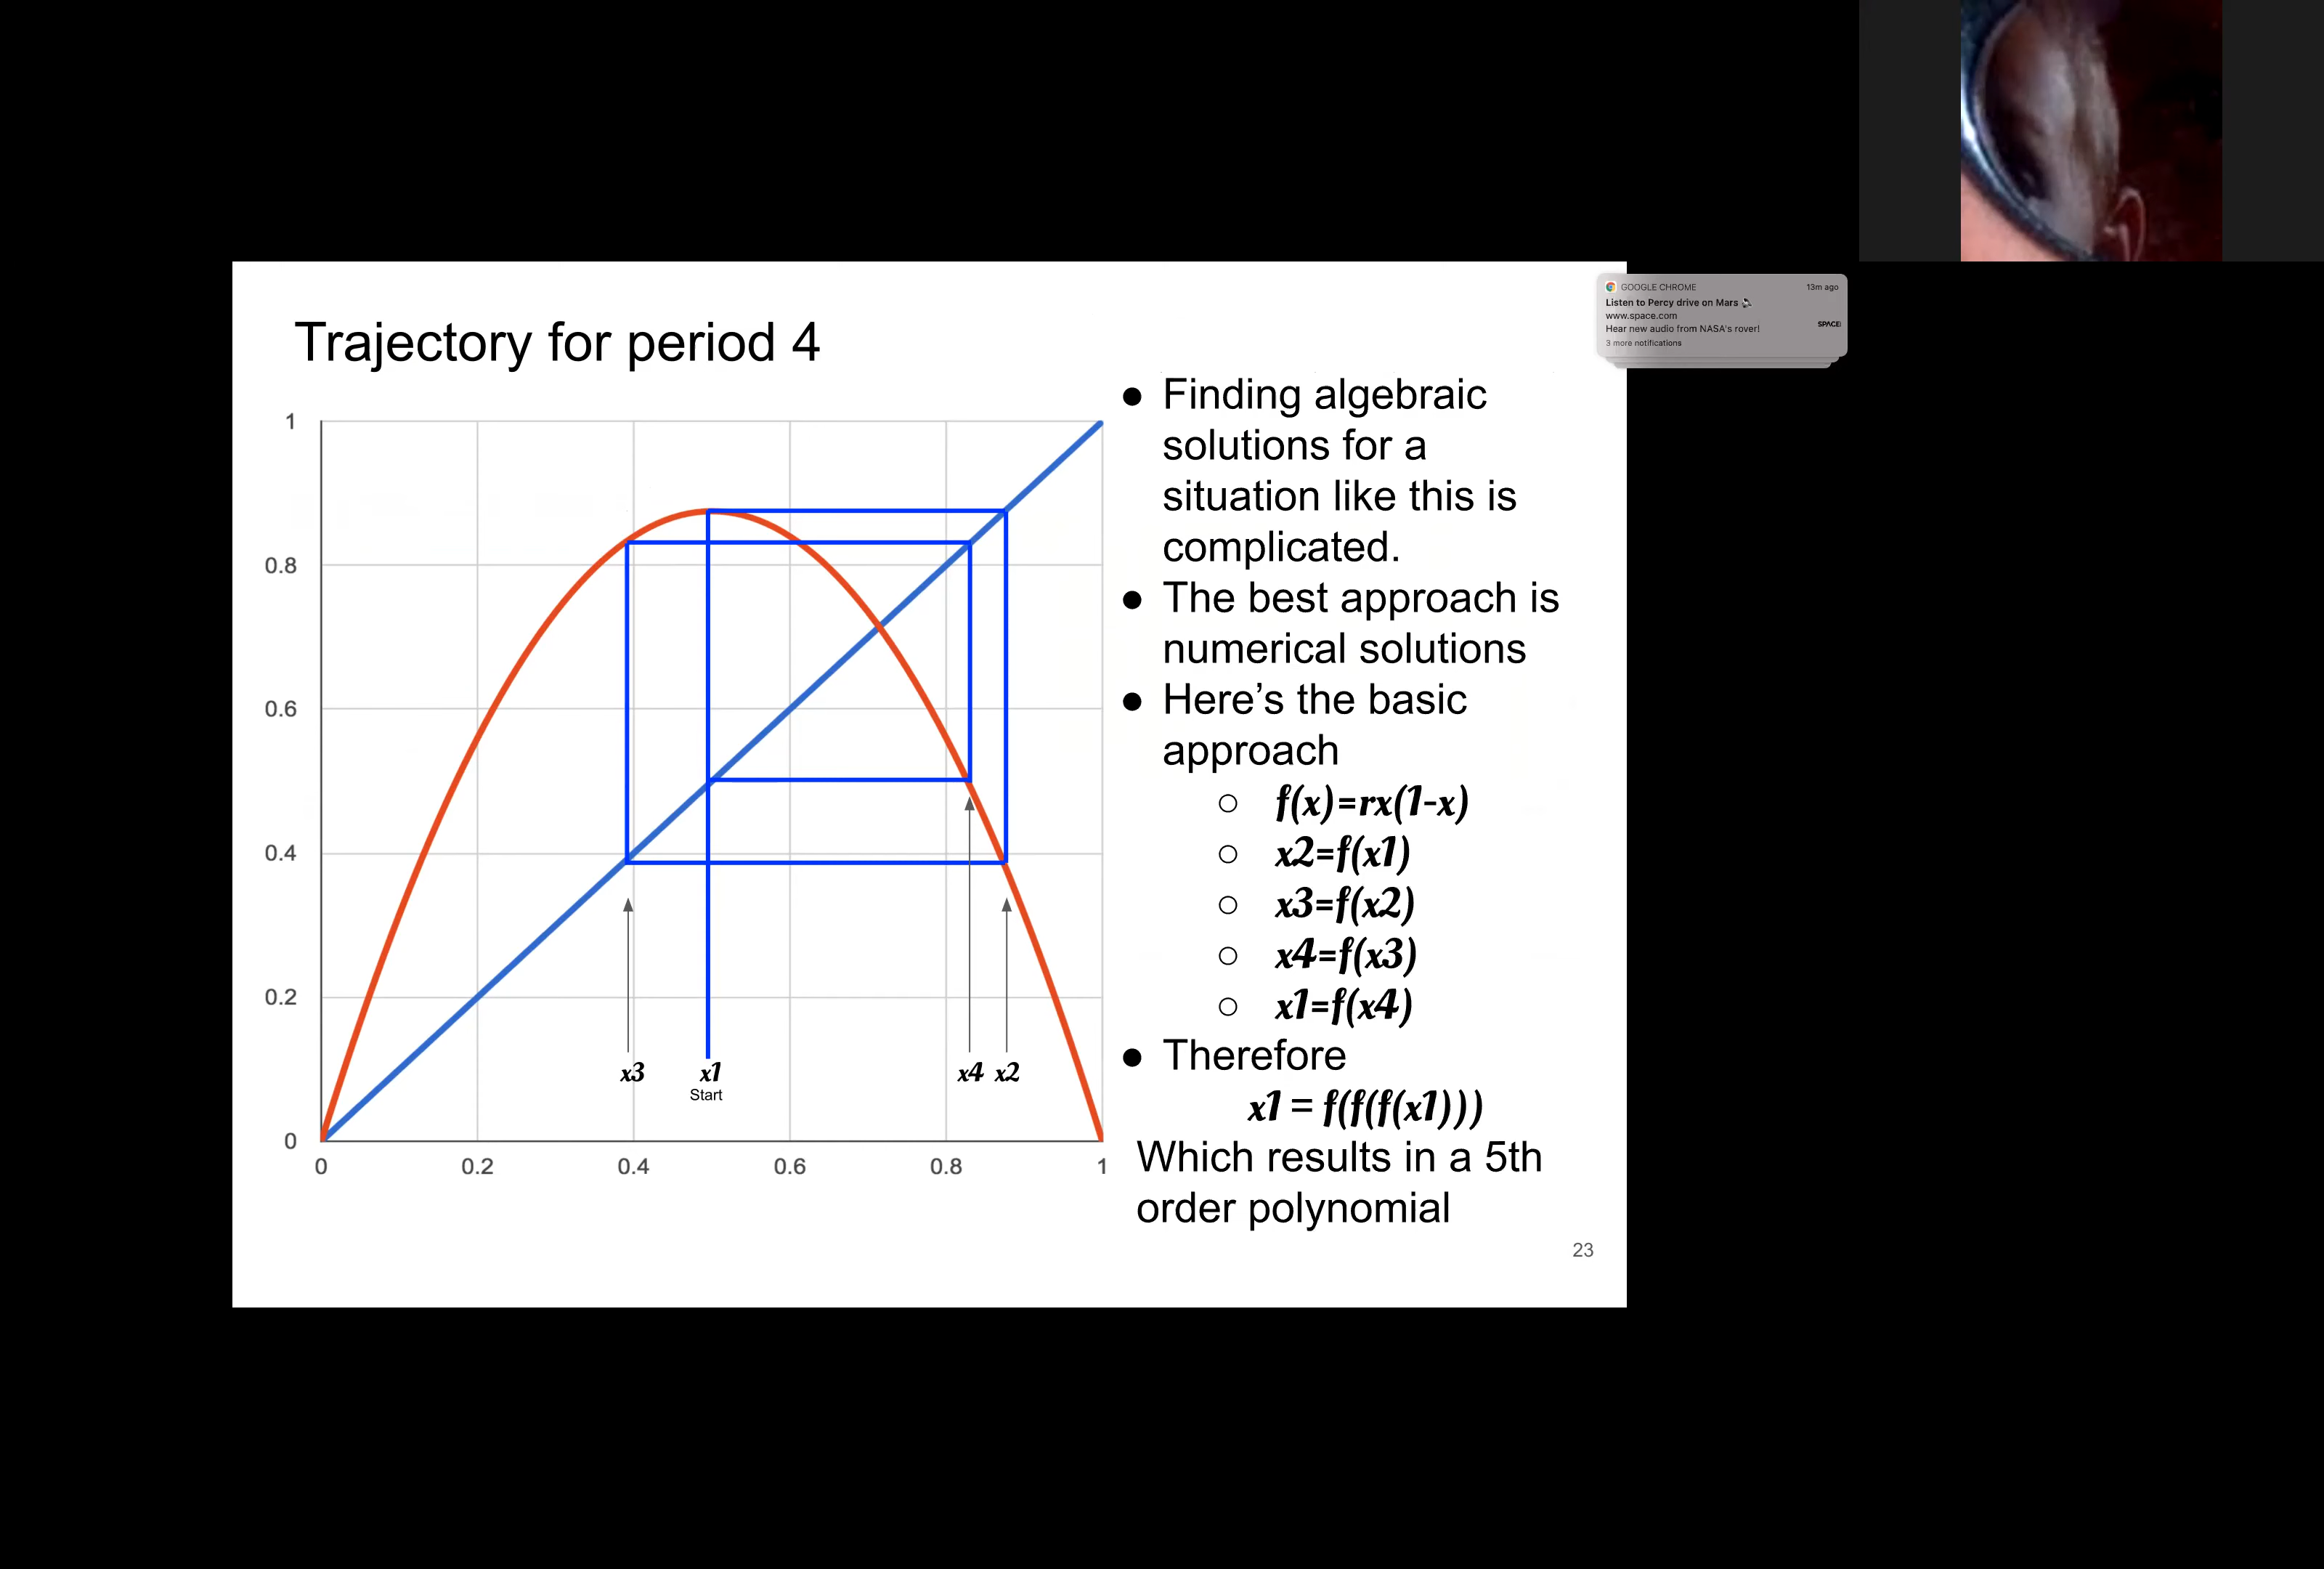 GOOGLE CHROME 13m ago
Listen to Percy drive on Mars
www.space.com
Hear new audio from NASA's rover!
SPACE
3 more notifications
Trajectory for period 4
1
0.8
0.6
0.4
0.2
0
0 0.2 0.4 0.6 0.8 1
x3 x1 x4 x2
Start
● Finding algebraic
solutions for a
situation like this is
complicated.
● The best approach is
numerical solutions
● Here’s the basic
approach
○ f(x)=rx(1-x)
○ x2=f(x1)
○ x3=f(x2)
○ x4=f(x3)
○ x1=f(x4)
● Therefore
x1 = f(f(f(x1)))
Which results in a 5th
order polynomial
23